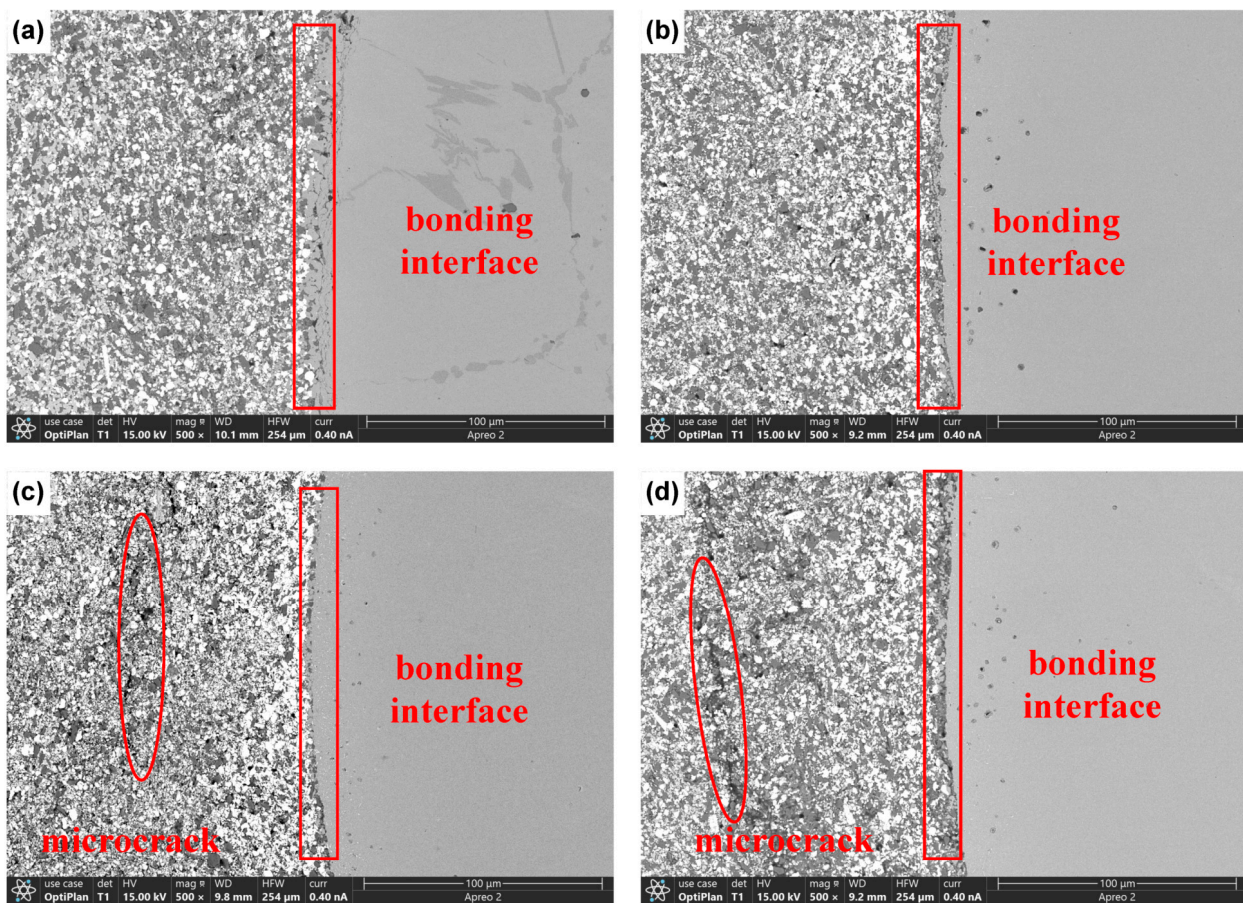 (a)
bonding
interface
use case det HV mag WD HFW curr
OptiPlan T1 15.00 kV 500 × 10.1 mm 254 μm 0.40 nA
100 μm
Apreo 2
(b)
bonding
interface
use case det HV mag WD HFW curr
OptiPlan T1 15.00 kV 500 × 9.2 mm 254 μm 0.40 nA
100 μm
Apreo 2
(c)
bonding
interface
microcrack
use case det HV mag WD HFW curr
OptiPlan T1 15.00 kV 500 × 9.8 mm 254 μm 0.40 nA
100 μm
Apreo 2
(d)
bonding
interface
microcrack
use case det HV mag WD HFW curr
OptiPlan T1 15.00 kV 500 × 9.2 mm 254 μm 0.40 nA
100 μm
Apreo 2